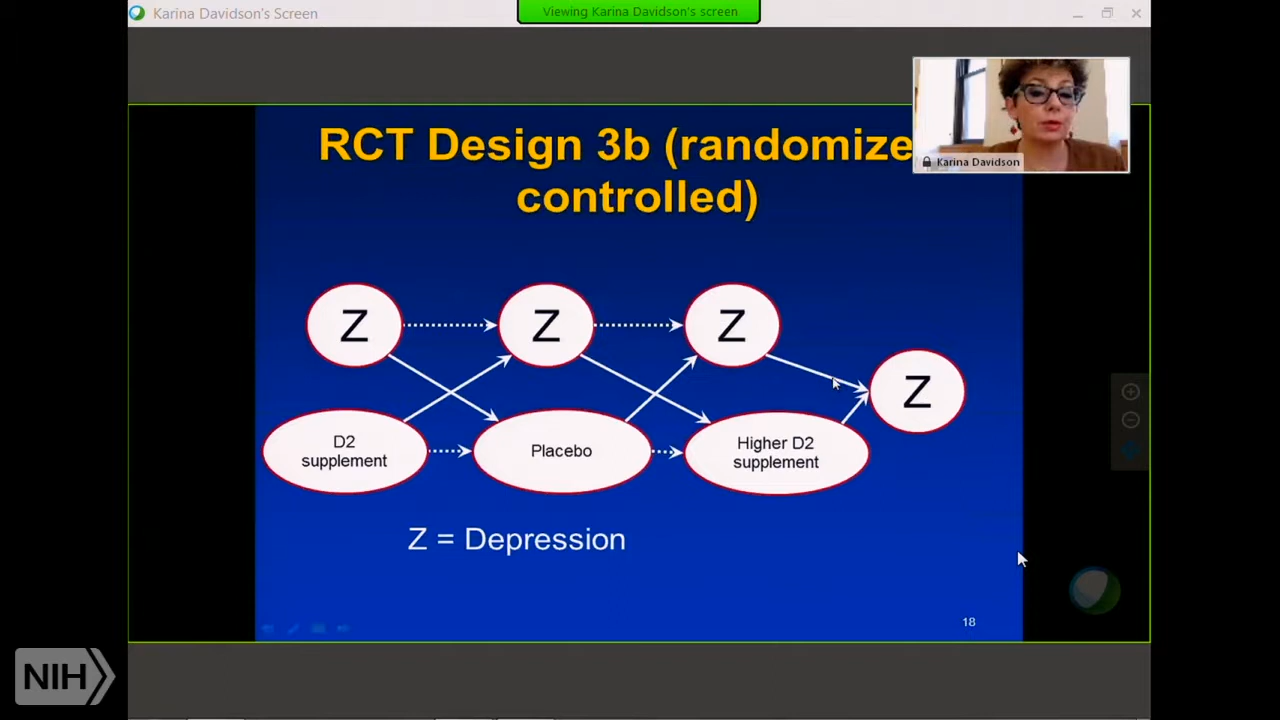 Karina Davidson's Screen
Viewing Karina Davidson's screen
Karina Davidson
RCT Design 3b (randomize
controlled)
Z
Z
Z
Z
D2
supplement
Placebo
Higher D2
supplement
Z = Depression
18
NIH